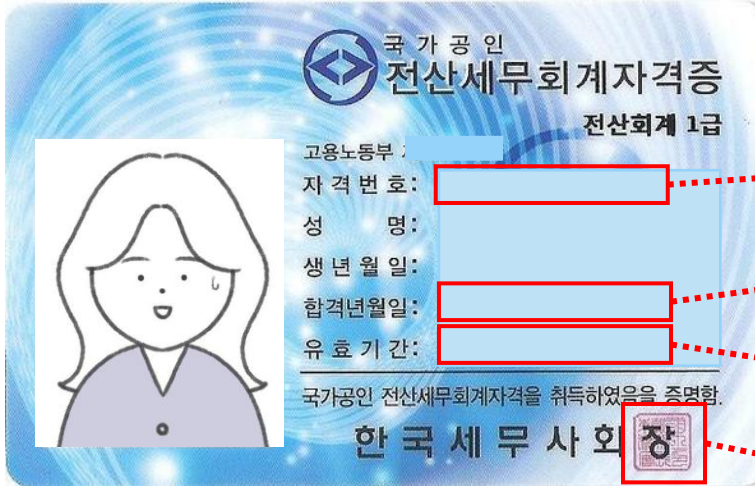 국가공인
전산세무회계자격증
전산회계 1급
고용노동부
자격번호:
성 명:
생년월일:
합격년월일:
유효기간:
국가공인 전산세무회계자격을 취득하였음을 증명함.
한국세무사회장